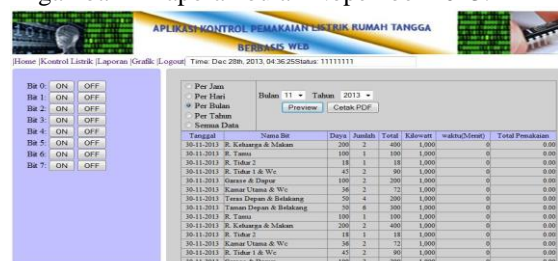 APLIKASI KONTROL PEMAKAIAN LISTRIK RUMAH TANGGA
BERBASIS WEB
|Home |Kontrol Listrik |Laporan |Grafik |Logout| Time: Dec 28th, 2013, 04:36:25Status: 11111111
Bit 0: ON OFF
Bit 1: ON OFF
Bit 2: ON OFF
Bit 3: ON OFF
Bit 4: ON OFF
Bit 5: ON OFF
Bit 6: ON OFF
Bit 7: ON OFF
Per Jam
Per Hari
Per Bulan
Per Tahun
Semua Data
Bulan 11 Tahun 2013
Preview Cetak PDF
Tanggal Nama Bit Daya Jumlah Total Kilowatt waktu(Menit) Total Pemakaian
30-11-2013 R. Keluarga & Makan 200 2 400 1,000 0 0.00
30-11-2013 R. Tamu 100 1 100 1,000 0 0.00
30-11-2013 R. Tidur 2 18 1 18 1,000 0 0.00
30-11-2013 R. Tidur 1 & Wc 45 2 90 1,000 0 0.00
30-11-2013 Garase & Dapur 100 2 200 1,000 0 0.00
30-11-2013 Kamar Utama & Wc 36 2 72 1,000 0 0.00
30-11-2013 Teras Depan & Belakang 50 4 200 1,000 0 0.00
30-11-2013 Taman Depan & Belakang 50 6 300 1,000 0 0.00
30-11-2013 R. Tamu 100 1 100 1,000 0 0.00
30-11-2013 R. Keluarga & Makan 200 2 400 1,000 0 0.00
30-11-2013 R. Tidur 2 18 1 18 1,000 0 0.00
30-11-2013 Kamar Utama & Wc 36 2 72 1,000 0 0.00
30-11-2013 R. Tidur 1 & Wc 45 2 90 1,000 0 0.00